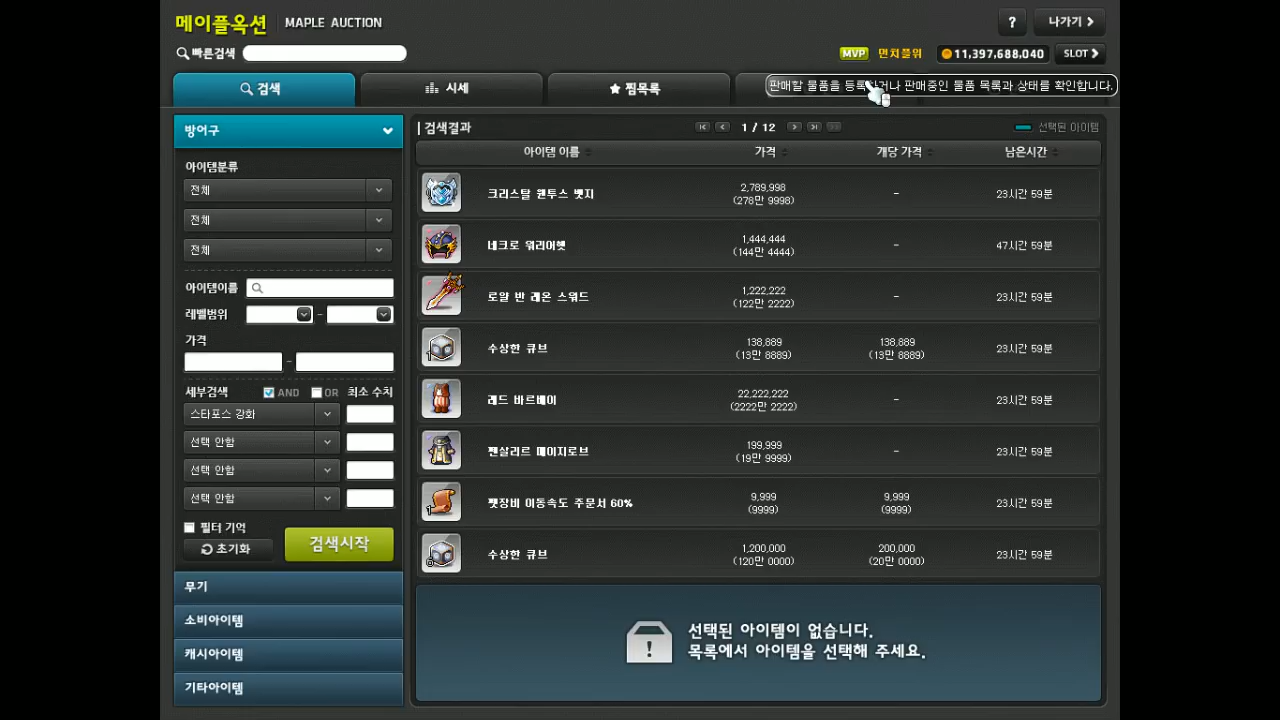 메이플옥션 MAPLE AUCTION ? 나가기 >
빠른검색 MVP 면치플위 11,397,688,040 SLOT >
검색 시세 ★ 찜목록 판매할 물품을 등록하거나 판매중인 물품 목록과 상태를 확인합니다.
방어구
아이템분류
전체
전체
전체
아이템이름
레벨범위 -
가격
-
세부검색 AND OR 최소 수치
스타포스 강화
선택 안함
선택 안함
선택 안함
필터 기억
초기화 검색시작
무기
소비아이템
캐시아이템
기타아이템
검색결과 1 / 12 선택된 아이템
아이템 이름 가격 개당 가격 남은시간
크리스탈 웬투스 뱃지 2,789,998 - 23시간 59분
(278만 9998)
네크로 워리어햇 1,444,444 - 47시간 59분
(144만 4444)
로얄 반 레온 스워드 1,222,222 - 23시간 59분
(122만 2222)
1 수상한 큐브 138,889 138,889 23시간 59분
(13만 8889) (13만 8889)
레드 바르베이 22,222,222 - 23시간 59분
(2222만 2222)
펜살리르 메이지로브 199,999 - 23시간 59분
(19만 9999)
1 펫장비 이동속도 주문서 60% 9,999 9,999 23시간 59분
(9999) (9999)
수상한 큐브 1,200,000 200,000 23시간 59분
(120만 0000) (20만 0000)
선택된 아이템이 없습니다.
목록에서 아이템을 선택해 주세요.